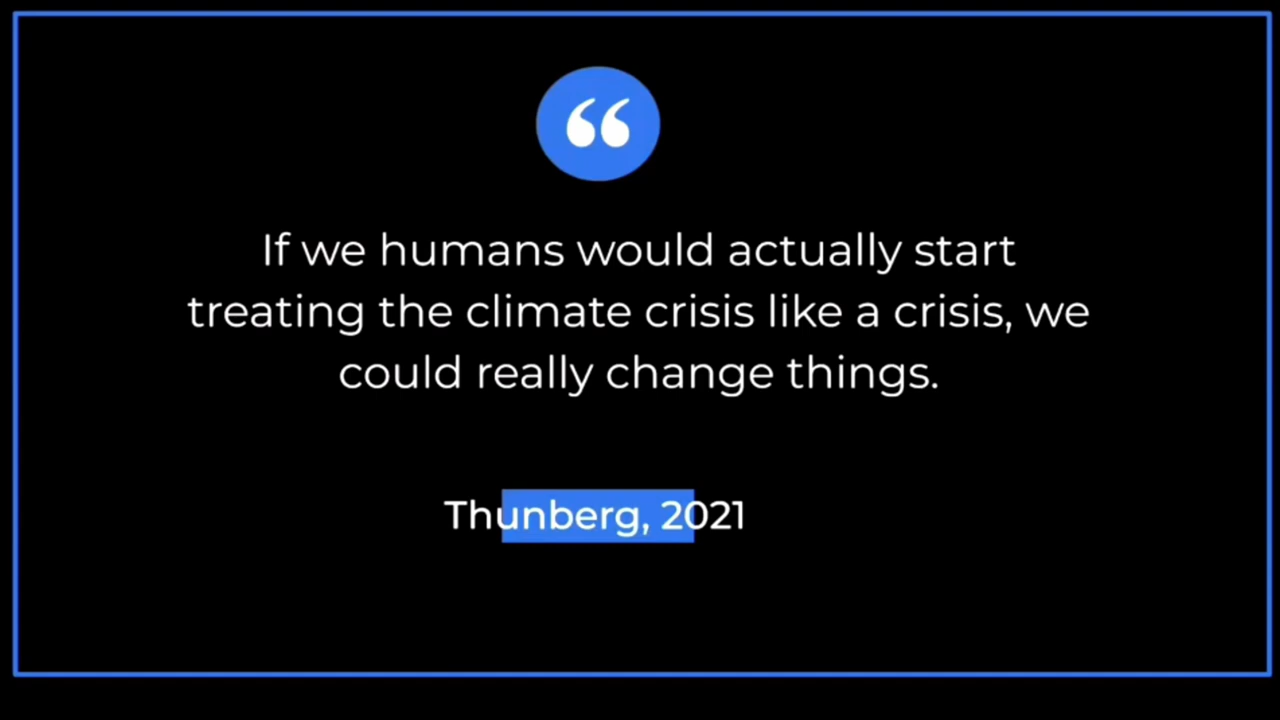 “
If we humans would actually start
treating the climate crisis like a crisis, we
could really change things.
Thunberg, 2021